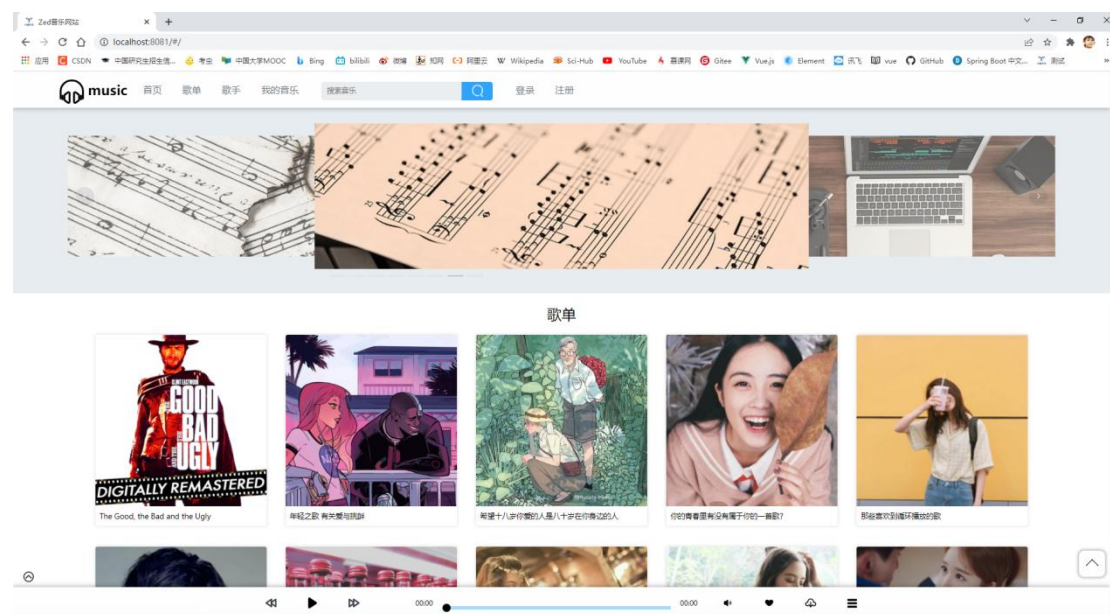 Zed音乐网站
localhost:8081/#/
应用 CSDN 中国研究生招生信... 考虫 中国大学MOOC Bing bilibili 微博 知网 阿里云 Wikipedia Sci-Hub YouTube 慕课网 Gitee Vue.js Element 讯飞 vue GitHub Spring Boot 中文... 测试
music 首页 歌单 歌手 我的音乐 搜索音乐 登录 注册
歌单
CLINT EASTWOOD
THE GOOD
THE BAD
AND THE UGLY
DIGITALLY REMASTERED
The Good, the Bad and the Ugly
年轻之歌 有关爱与挑衅
希望十八岁你爱的人是八十岁在你身边的人
你的青春里有没有属于你的一首歌?
那些喜欢到循环播放的歌
00:00 00:00